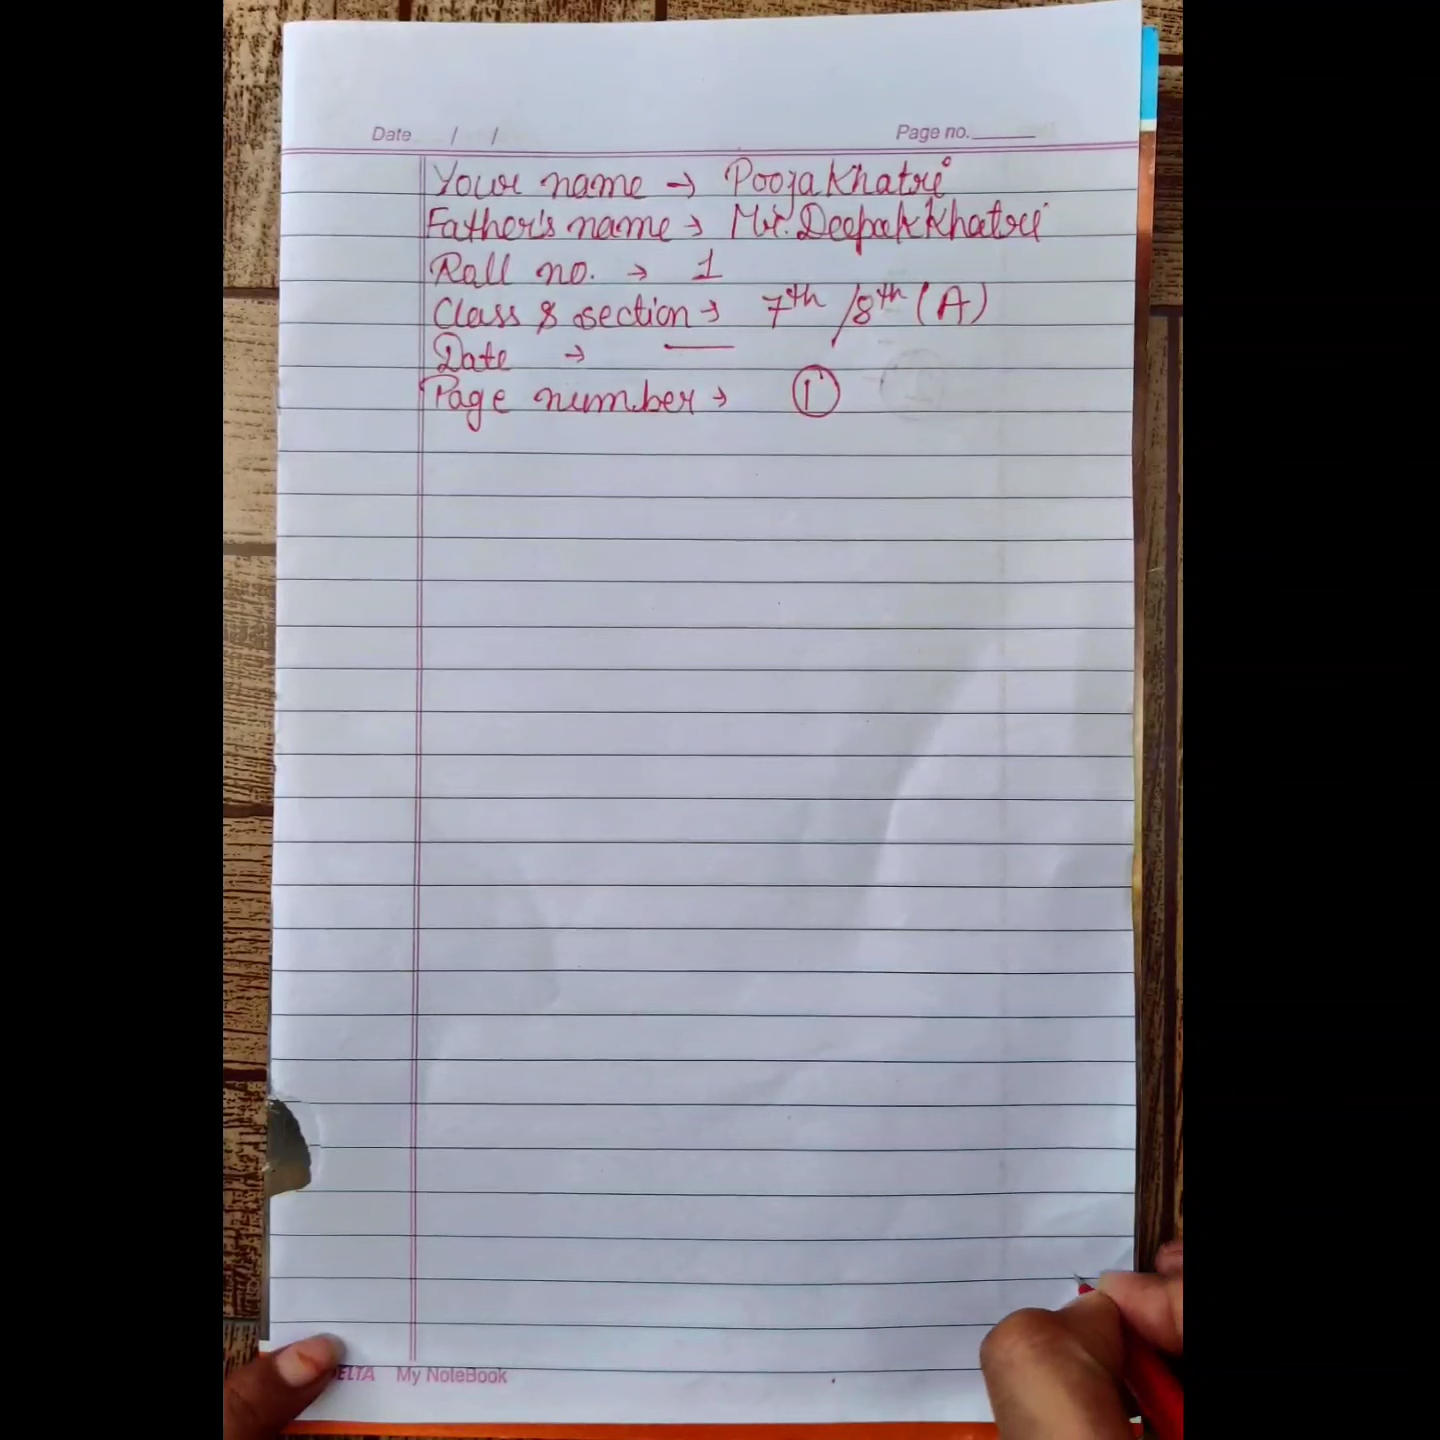 Date / / Page no.
Your name → Pooja Khatri
Father's name → Mr. Deepak Khatri
Roll no. → 1
Class & section → 7th / 8th (A)
Date → —
Page number → 1
ELTA My NoteBook